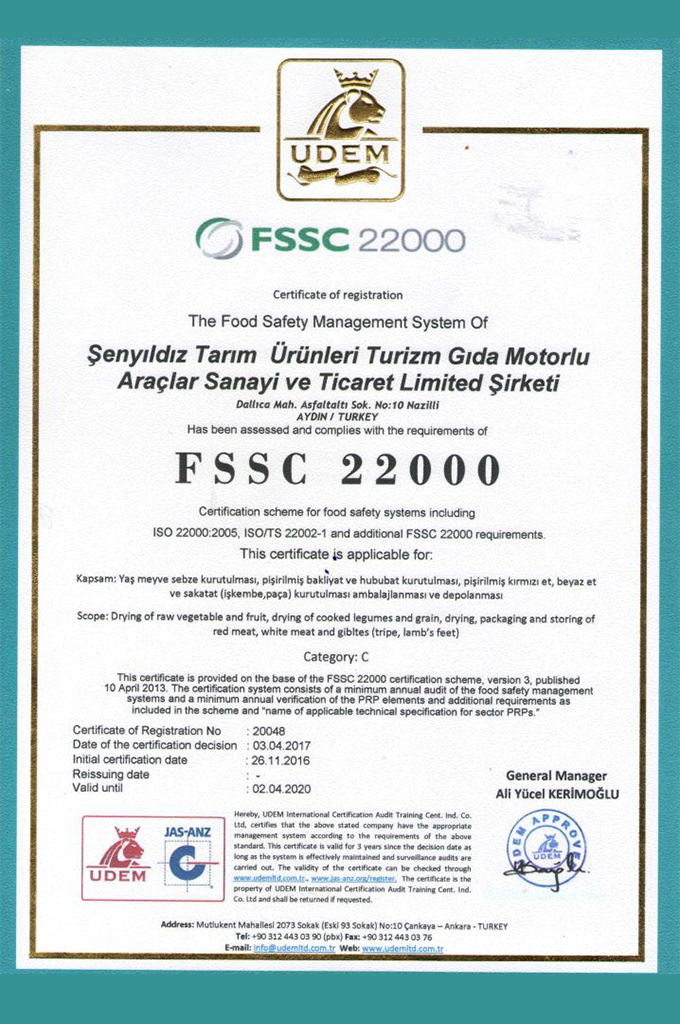 UDEM
FSSC 22000
Certificate of registration
The Food Safety Management System Of
Şenyıldız Tarım Ürünleri Turizm Gıda Motorlu
Araçlar Sanayi ve Ticaret Limited Şirketi
Dallıca Mah. Asfaltaltı Sok. No:10 Nazilli
AYDIN / TURKEY
Has been assessed and complies with the requirements of
FSSC 22000
Certification scheme for food safety systems including
ISO 22000:2005, ISO/TS 22002-1 and additional FSSC 22000 requirements.
This certificate is applicable for:
Kapsam: Yaş meyve sebze kurutulması, pişirilmiş bakliyat ve hububat kurutulması, pişirilmiş kırmızı et, beyaz et
ve sakatat (işkembe,paça) kurutulması ambalajlanması ve depolanması
Scope: Drying of raw vegetable and fruit, drying of cooked legumes and grain, drying, packaging and storing of
red meat, white meat and gibltes (tripe, lamb's feet)
Category: C
This certificate is provided on the base of the FSSC 22000 certification scheme, version 3, published
10 April 2013. The certification system consists of a minimum annual audit of the food safety management
systems and a minimum annual verification of the PRP elements and additional requirements as
included in the scheme and "name of applicable technical specification for sector PRPs."
Certificate of Registration No : 20048
Date of the certification decision : 03.04.2017
Initial certification date : 26.11.2016
Reissuing date : -
Valid until : 02.04.2020
General Manager
Ali Yücel KERİMOĞLU
UDEM
JAS-ANZ
Hereby, UDEM International Certification Audit Training Cent. Ind. Co.
Ltd, certifies that the above stated company have the appropriate
management system according to the requirements of the above
standard. This certificate is valid for 3 years since the decision date as
long as the system is effectively maintained and surveillance audits are
carried out. The validity of the certificate can be checked through
www.udemltd.com.tr., www.jas-anz.org/register. The certificate is the
property of UDEM International Certification Audit Training Cent. Ind.
Co. Ltd and shall be returned if requested.
UDEM APPROVE
UDEM
Address: Mutlukent Mahallesi 2073 Sokak (Eski 93 Sokak) No:10 Çankaya – Ankara - TURKEY
Tel: +90 312 443 03 90 (pbx) Fax: +90 312 443 03 76
E-mail: info@udemltd.com.tr Web: www.udemltd.com.tr